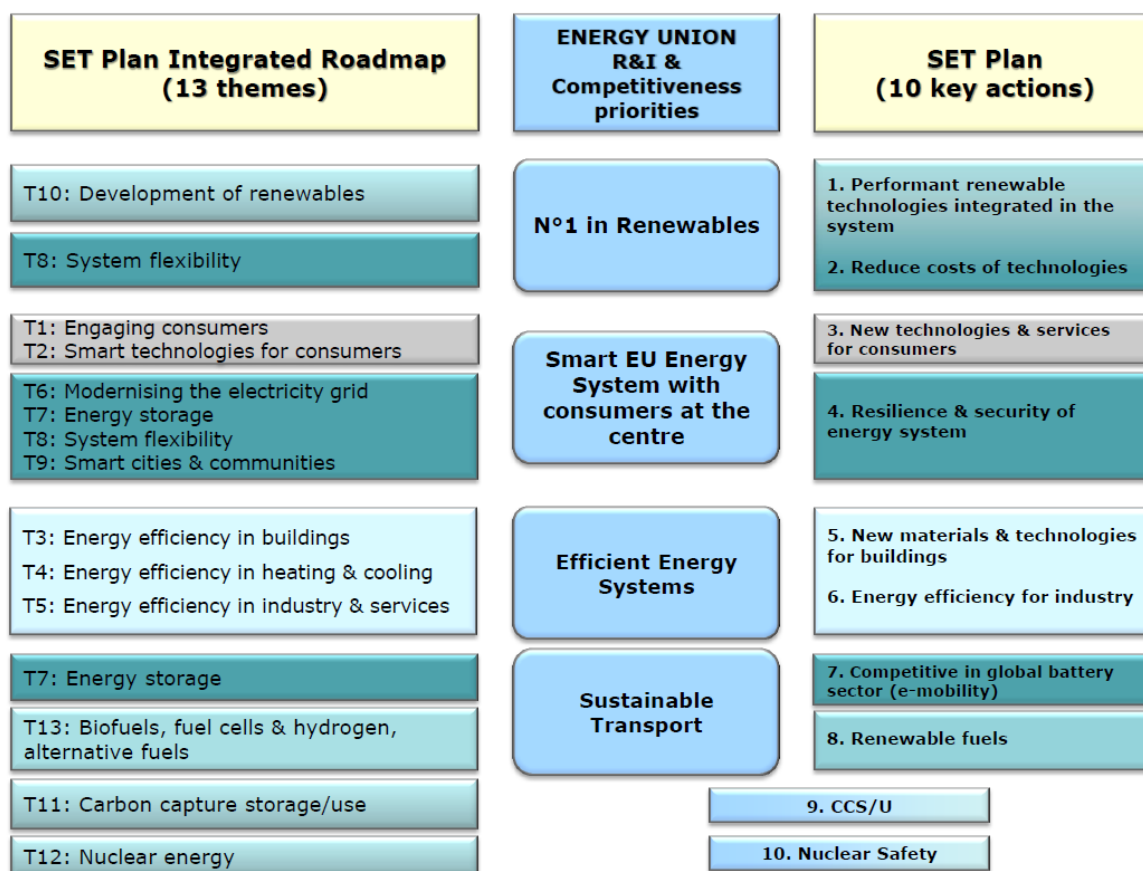 SET Plan Integrated Roadmap
(13 themes)
ENERGY UNION
R&I &
Competitiveness
priorities
SET Plan
(10 key actions)
T10: Development of renewables
T8: System flexibility
N°1 in Renewables
1. Performant renewable
technologies integrated in the
system
2. Reduce costs of technologies
T1: Engaging consumers
T2: Smart technologies for consumers
T6: Modernising the electricity grid
T7: Energy storage
T8: System flexibility
T9: Smart cities & communities
Smart EU Energy
System with
consumers at the
centre
3. New technologies & services
for consumers
4. Resilience & security of
energy system
T3: Energy efficiency in buildings
T4: Energy efficiency in heating & cooling
T5: Energy efficiency in industry & services
Efficient Energy
Systems
5. New materials & technologies
for buildings
6. Energy efficiency for industry
T7: Energy storage
T13: Biofuels, fuel cells & hydrogen,
alternative fuels
Sustainable
Transport
7. Competitive in global battery
sector (e-mobility)
8. Renewable fuels
T11: Carbon capture storage/use
9. CCS/U
T12: Nuclear energy
10. Nuclear Safety